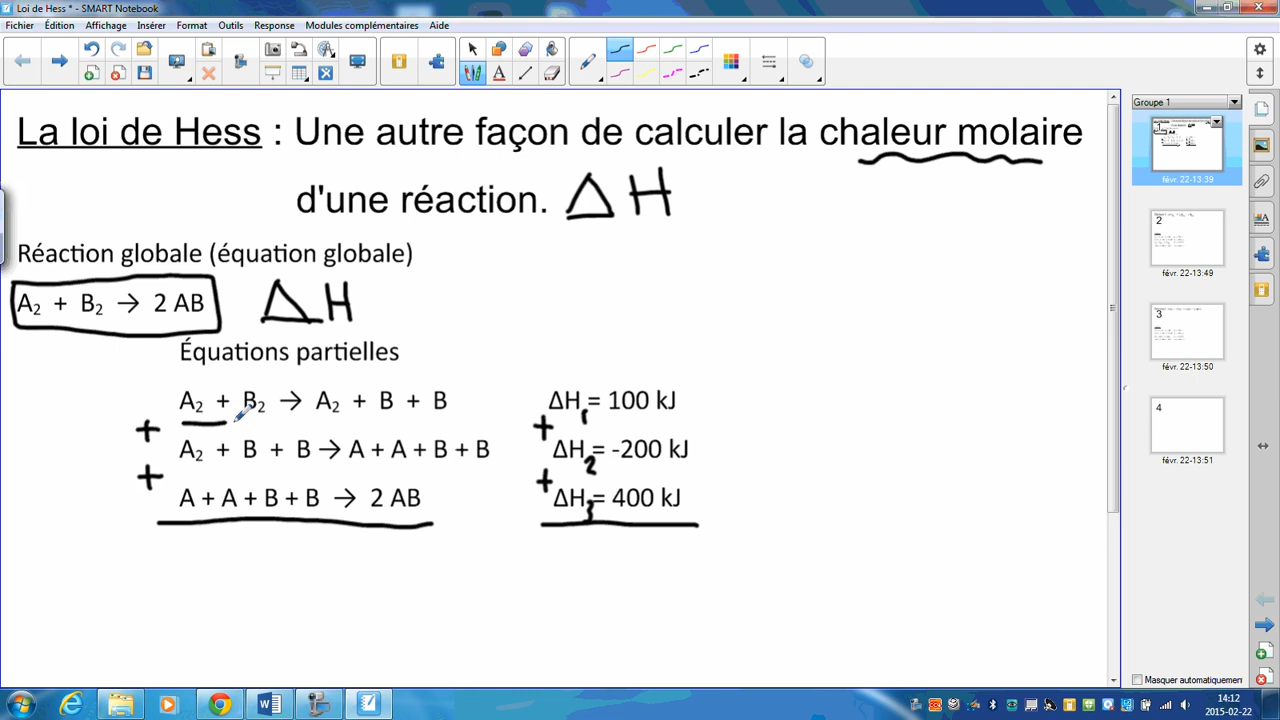 Loi de Hess * - SMART Notebook
Fichier Édition Affichage Insérer Format Outils Réponse Modules complémentaires Aide
La loi de Hess : Une autre façon de calculer la chaleur molaire
d'une réaction. Δ H
Réaction globale (équation globale)
A₂ + B₂ → 2 AB Δ H
Équations partielles
A₂ + B₂ → A₂ + B + B ΔH₁ = 100 kJ
+ +
A₂ + B + B → A + A + B + B ΔH₂ = -200 kJ
+ +
A + A + B + B → 2 AB ΔH₃ = 400 kJ
Groupe 1
1
févr. 22-13:39
2
févr. 22-13:49
3
févr. 22-13:50
4
févr. 22-13:51
Masquer automatiquemen
14:12
2015-02-22